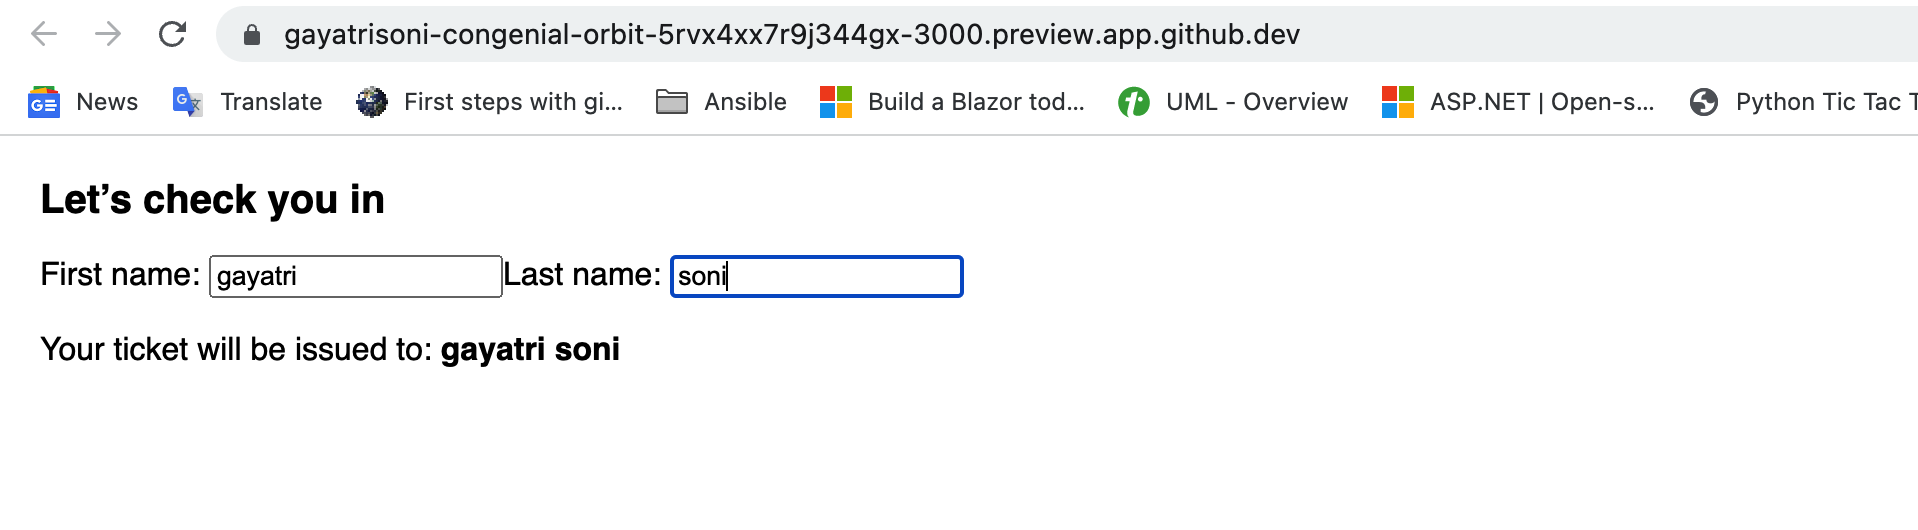 gayatrisoni-congenial-orbit-5rvx4xx7r9j344gx-3000.preview.app.github.dev
News Translate First steps with gi... Ansible Build a Blazor tod... UML - Overview ASP.NET | Open-s... Python Tic Tac T
Let’s check you in
First name: gayatri Last name: soni
Your ticket will be issued to: gayatri soni